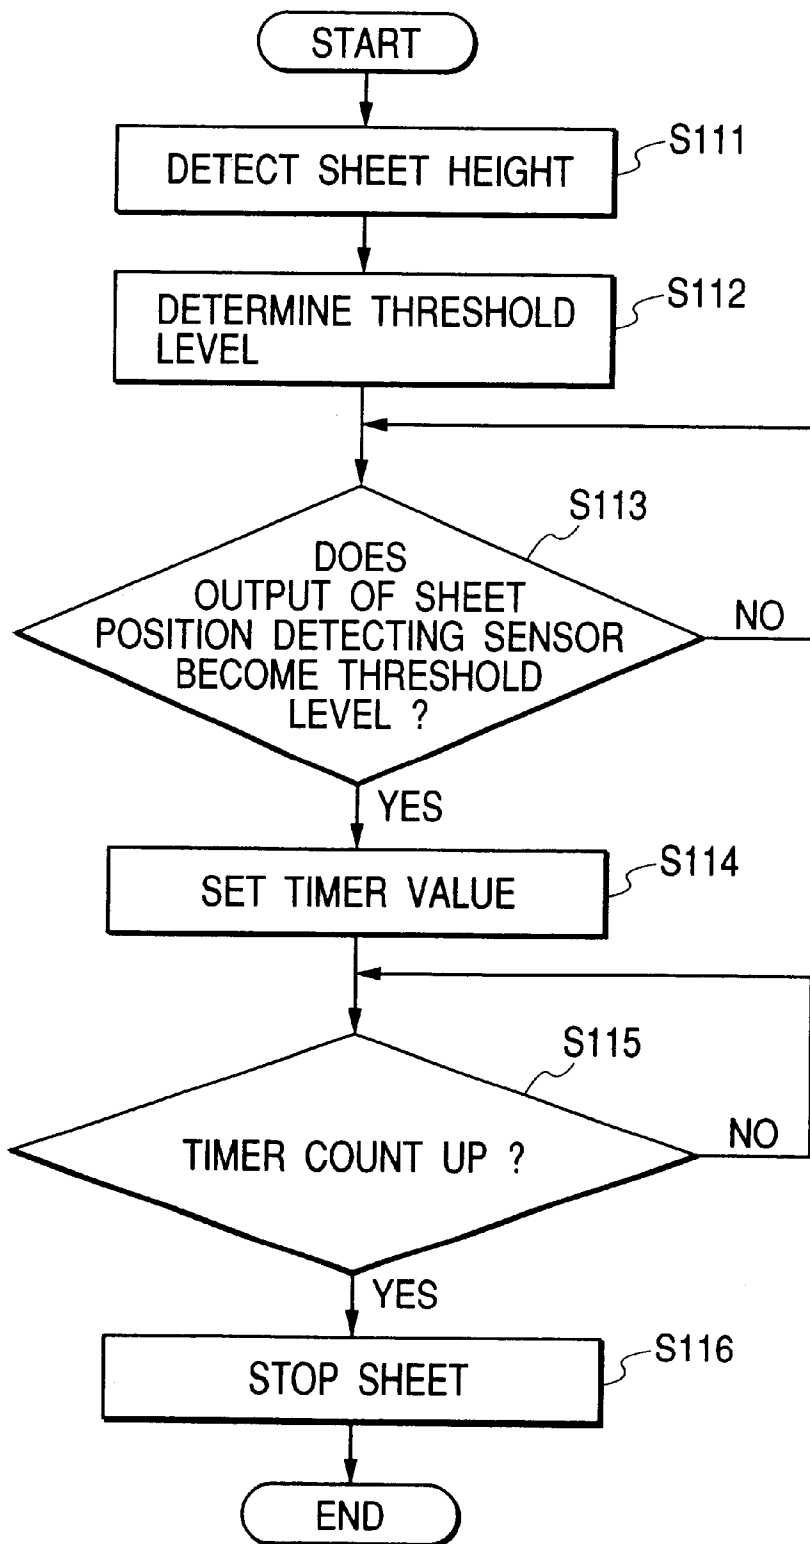 START
DETECT SHEET HEIGHT
S111
DETERMINE THRESHOLD
LEVEL
S112
S113
DOES
OUTPUT OF SHEET
POSITION DETECTING SENSOR
BECOME THRESHOLD
LEVEL ?
NO
YES
SET TIMER VALUE
S114
S115
TIMER COUNT UP ?
NO
YES
STOP SHEET
S116
END